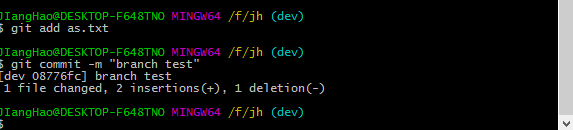 JIangHao@DESKTOP-F648TNO MINGW64 /f/jh (dev)
$ git add as.txt
JIangHao@DESKTOP-F648TNO MINGW64 /f/jh (dev)
$ git commit -m "branch test"
[dev 08776fc] branch test
1 file changed, 2 insertions(+), 1 deletion(-)
JIangHao@DESKTOP-F648TNO MINGW64 /f/jh (dev)
$